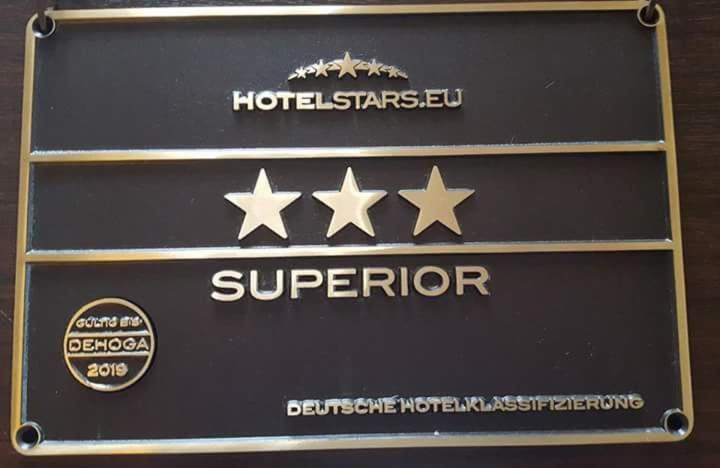 HOTELSTARS.EU
SUPERIOR
GÜLTIG BIS
DEHOGA
2019
DEUTSCHE HOTELKLASSIFIZIERUNG